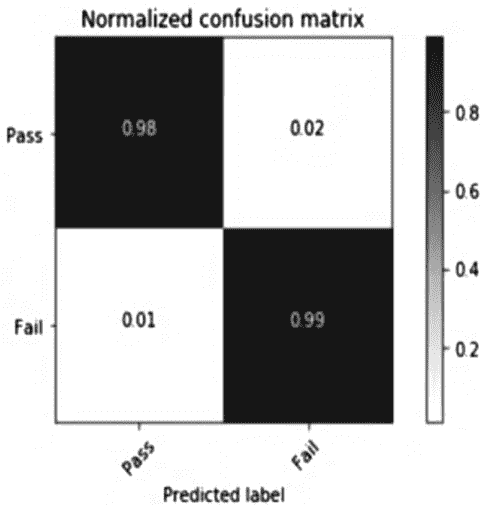 Normalized confusion matrix
Pass
0.98
0.02
Fail
0.01
0.99
Pass
Fail
Predicted label
0.8
0.6
0.4
0.2